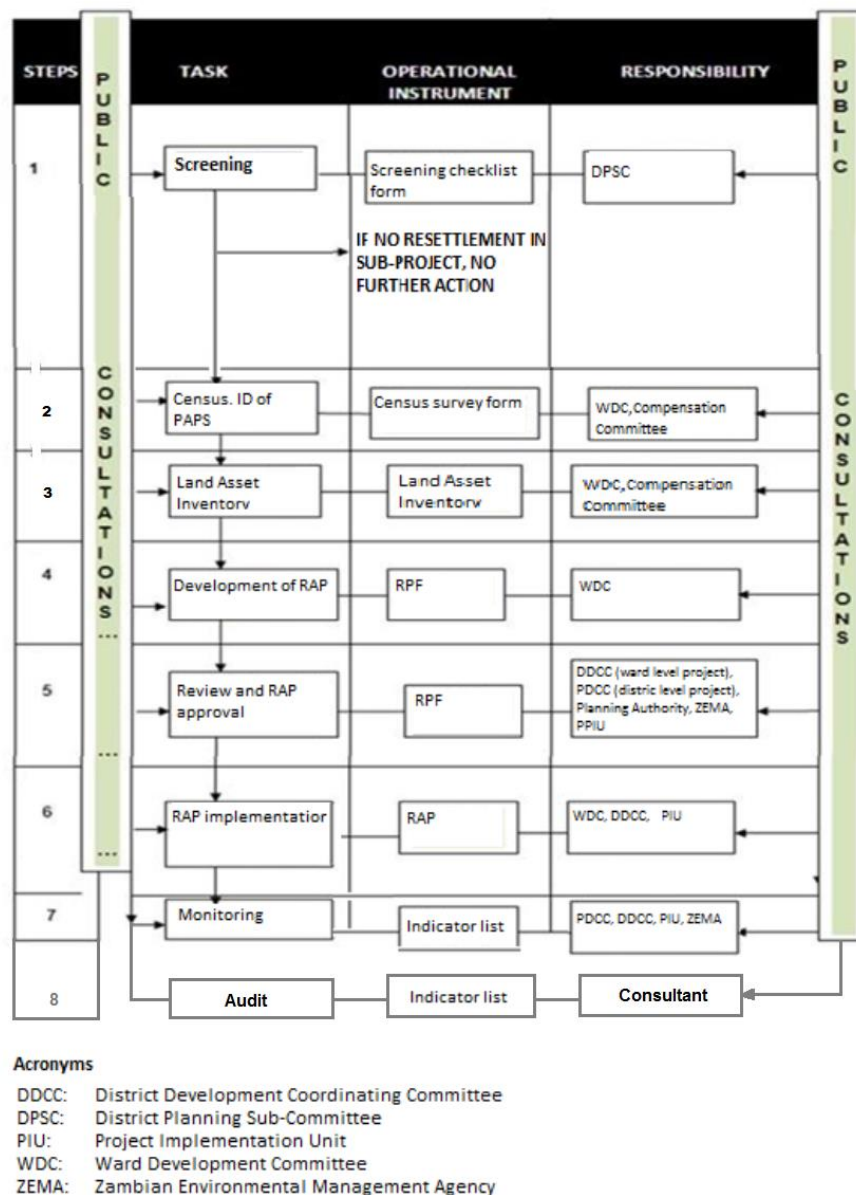 STEPS
PUBLIC CONSULTATIONS ... ... ...
TASK
OPERATIONAL
INSTRUMENT
RESPONSIBILITY
PUBLIC CONSULTATIONS
1
Screening
Screening checklist
form
DPSC
IF NO RESETTLEMENT IN
SUB-PROJECT, NO
FURTHER ACTION
2
Census. ID of
PAPS
Census survey form
WDC,Compensation
Committee
3
Land Asset
Inventory
Land Asset
Inventory
WDC,Compensation
Committee
4
Development of RAP
RPF
WDC
5
Review and RAP
approval
RPF
DDCC (ward level project),
PDCC (distric level project),
Planning Authority, ZEMA,
PPIU
6
RAP implementation
RAP
WDC, DDCC, PIU
7
Monitoring
Indicator list
PDCC, DDCC, PIU, ZEMA
8
Audit
Indicator list
Consultant
Acronyms
DDCC: District Development Coordinating Committee
DPSC: District Planning Sub-Committee
PIU: Project Implementation Unit
WDC: Ward Development Committee
ZEMA: Zambian Environmental Management Agency